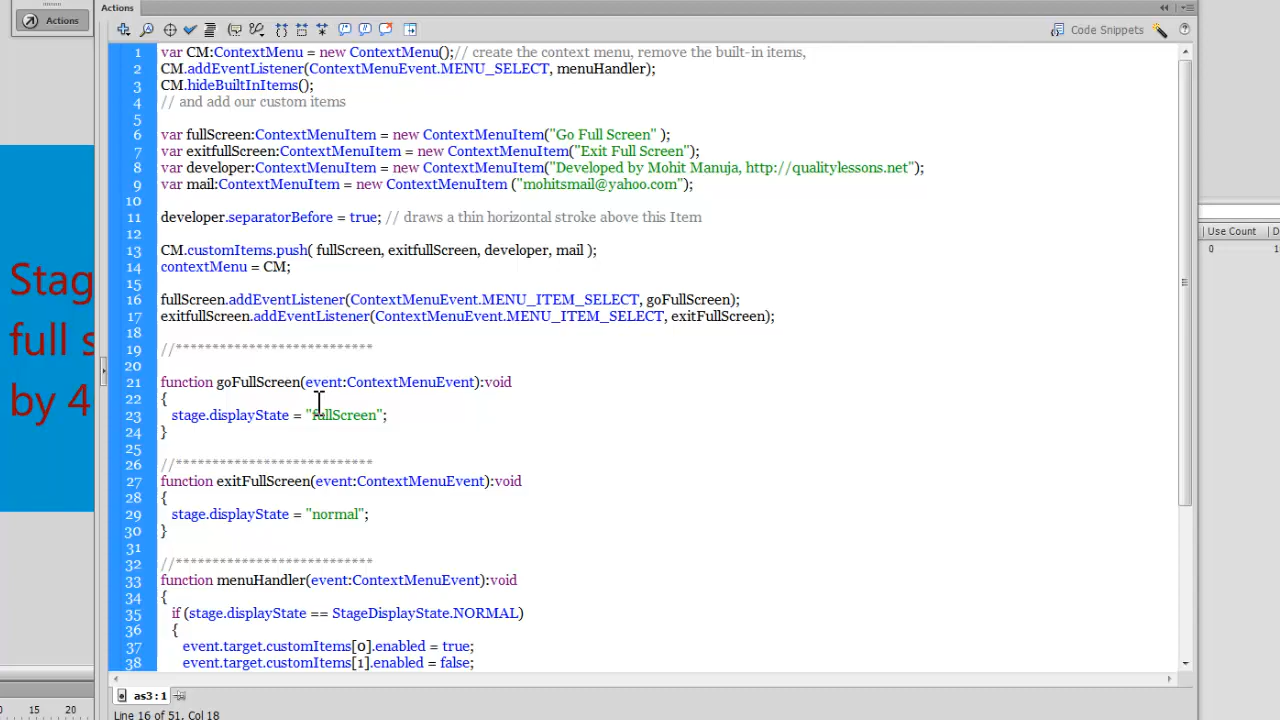 Actions
Actions
Code Snippets
1 var CM:ContextMenu = new ContextMenu();// create the context menu, remove the built-in items,
2 CM.addEventListener(ContextMenuEvent.MENU_SELECT, menuHandler);
3 CM.hideBuiltInItems();
4 // and add our custom items
5
6 var fullScreen:ContextMenuItem = new ContextMenuItem("Go Full Screen" );
7 var exitfullScreen:ContextMenuItem = new ContextMenuItem("Exit Full Screen");
8 var developer:ContextMenuItem = new ContextMenuItem("Developed by Mohit Manuja, http://qualitylessons.net");
9 var mail:ContextMenuItem = new ContextMenuItem ("mohitsmail@yahoo.com");
10
11 developer.separatorBefore = true; // draws a thin horizontal stroke above this Item
12
13 CM.customItems.push( fullScreen, exitfullScreen, developer, mail );
14 contextMenu = CM;
15
16 fullScreen.addEventListener(ContextMenuEvent.MENU_ITEM_SELECT, goFullScreen);
17 exitfullScreen.addEventListener(ContextMenuEvent.MENU_ITEM_SELECT, exitFullScreen);
18
19 //***************************
20
21 function goFullScreen(event:ContextMenuEvent):void
22 {
23 stage.displayState = "fullScreen";
24 }
25
26 //***************************
27 function exitFullScreen(event:ContextMenuEvent):void
28 {
29 stage.displayState = "normal";
30 }
31
32 //***************************
33 function menuHandler(event:ContextMenuEvent):void
34 {
35 if (stage.displayState == StageDisplayState.NORMAL)
36 {
37 event.target.customItems[0].enabled = true;
38 event.target.customItems[1].enabled = false;
Stag
full s
by 4
Use Count D
0 1
as3:1
0 15 20
Line 16 of 51, Col 18